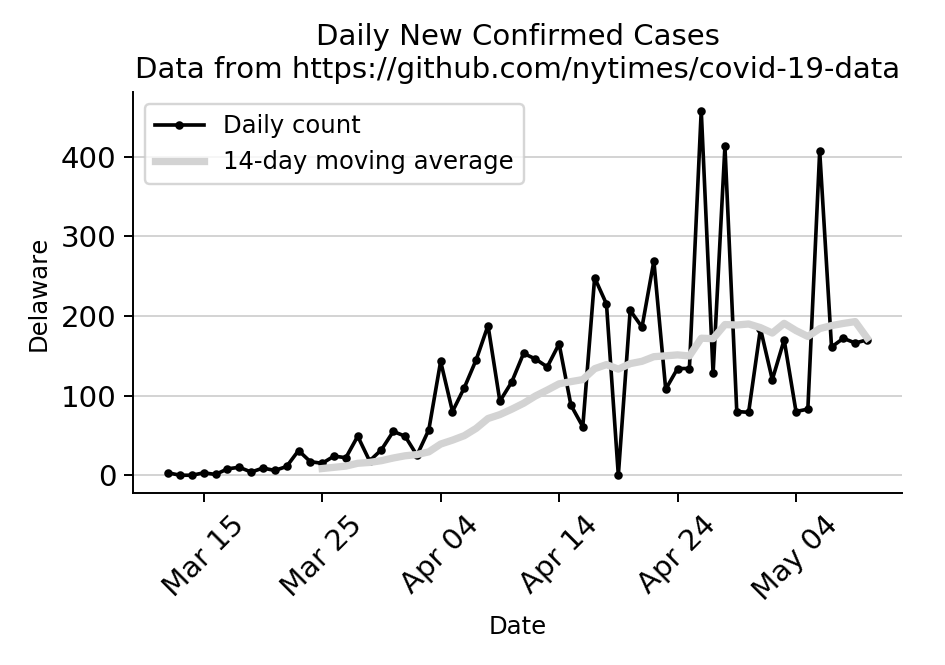 Daily New Confirmed Cases
Data from https://github.com/nytimes/covid-19-data
Daily count
14-day moving average
400
300
200
100
0
Delaware
Mar 15
Mar 25
Apr 04
Apr 14
Apr 24
May 04
Date